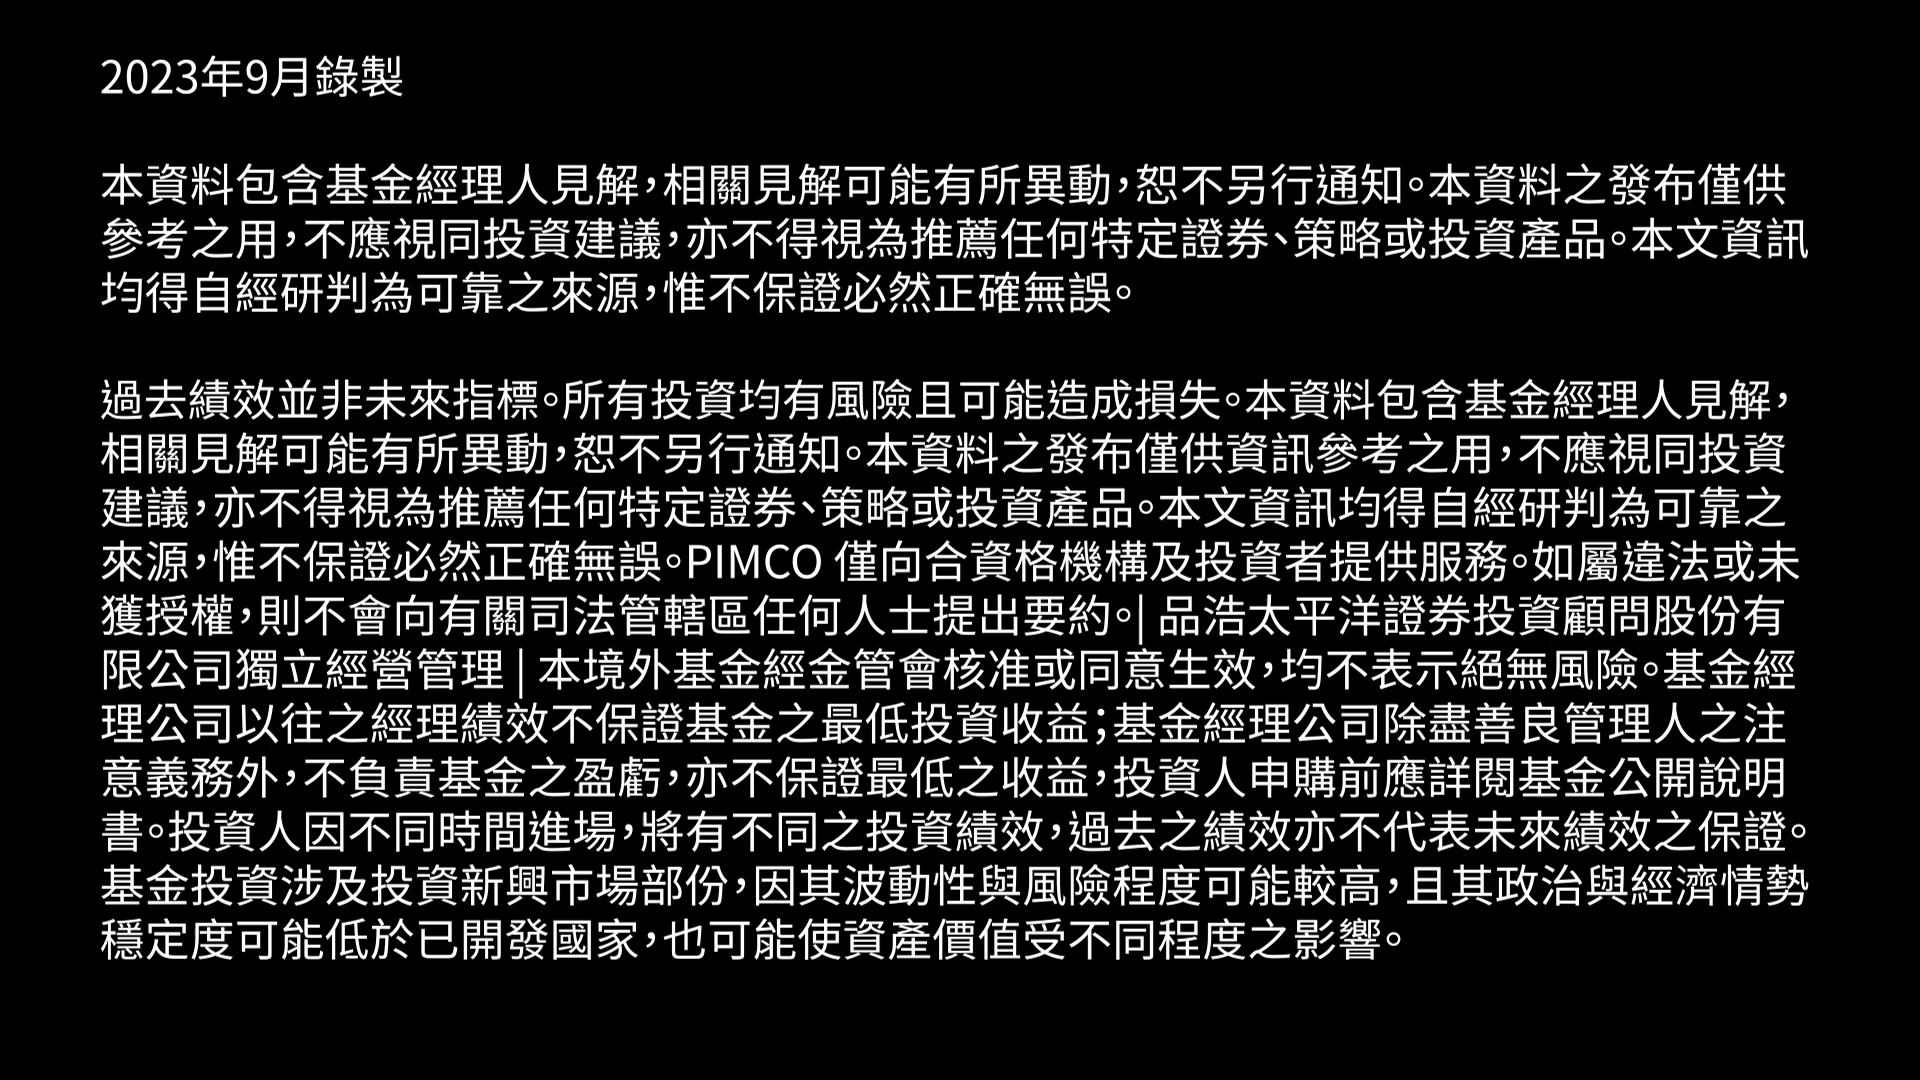 2023年9月錄製
本資料包含基金經理人見解，相關見解可能有所異動，恕不另行通知。本資料之發布僅供
參考之用，不應視同投資建議，亦不得視為推薦任何特定證券、策略或投資產品。本文資訊
均得自經研判為可靠之來源，惟不保證必然正確無誤。
過去績效並非未來指標。所有投資均有風險且可能造成損失。本資料包含基金經理人見解，
相關見解可能有所異動，恕不另行通知。本資料之發布僅供資訊參考之用，不應視同投資
建議，亦不得視為推薦任何特定證券、策略或投資產品。本文資訊均得自經研判為可靠之
來源，惟不保證必然正確無誤。PIMCO 僅向合資格機構及投資者提供服務。如屬違法或未
獲授權，則不會向有關司法管轄區任何人士提出要約。| 品浩太平洋證券投資顧問股份有
限公司獨立經營管理 | 本境外基金經金管會核准或同意生效，均不表示絕無風險。基金經
理公司以往之經理績效不保證基金之最低投資收益；基金經理公司除盡善良管理人之注
意義務外，不負責基金之盈虧，亦不保證最低之收益，投資人申購前應詳閱基金公開說明
書。投資人因不同時間進場，將有不同之投資績效，過去之績效亦不代表未來績效之保證。
基金投資涉及投資新興市場部份，因其波動性與風險程度可能較高，且其政治與經濟情勢
穩定度可能低於已開發國家，也可能使資產價值受不同程度之影響。